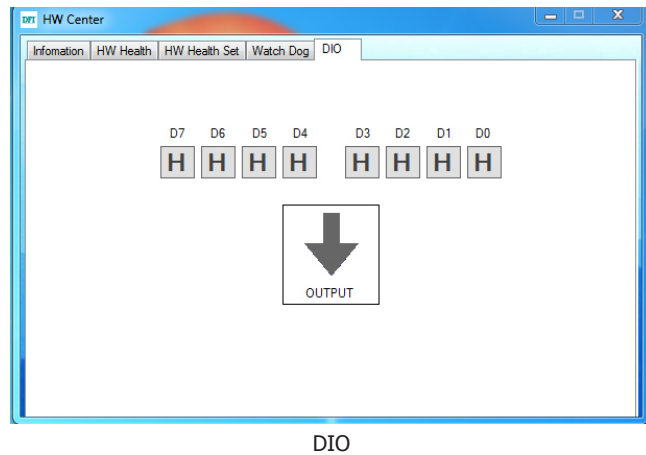 DFI HW Center
Infomation HW Health HW Health Set Watch Dog DIO
D7 D6 D5 D4 D3 D2 D1 D0
H H H H H H H H
OUTPUT
DIO